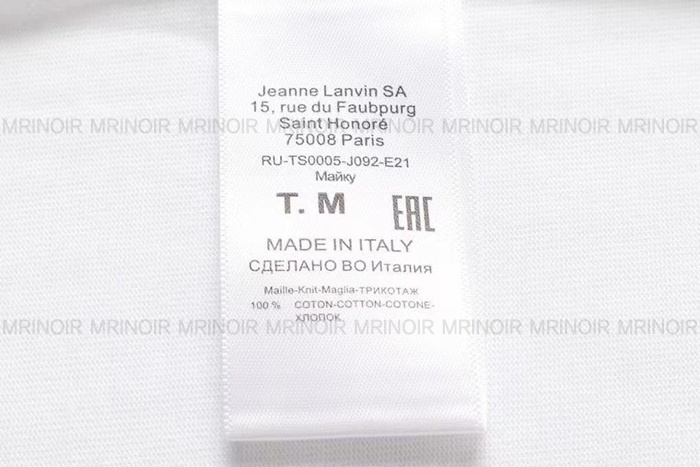 Jeanne Lanvin SA
15, rue du Faubpurg
MRINOIR MRINOIR MRINOIR MRINOIR MRINOIR MRINOIR MRINOIR MRINOIR
Saint Honoré
75008 Paris
RU-TS0005-J092-E21
Майку
T. M EAC
MADE IN ITALY
СДЕЛАНО ВО Италия
Maille-Knit-Maglia-ТРИКОТАЖ
100 % COTON-COTTON-COTONE-
ХЛОПОК
MRINOIR MRINOIR MRINOIR MRINOIR MRINOIR MRINOIR MRINOIR MRINOIR